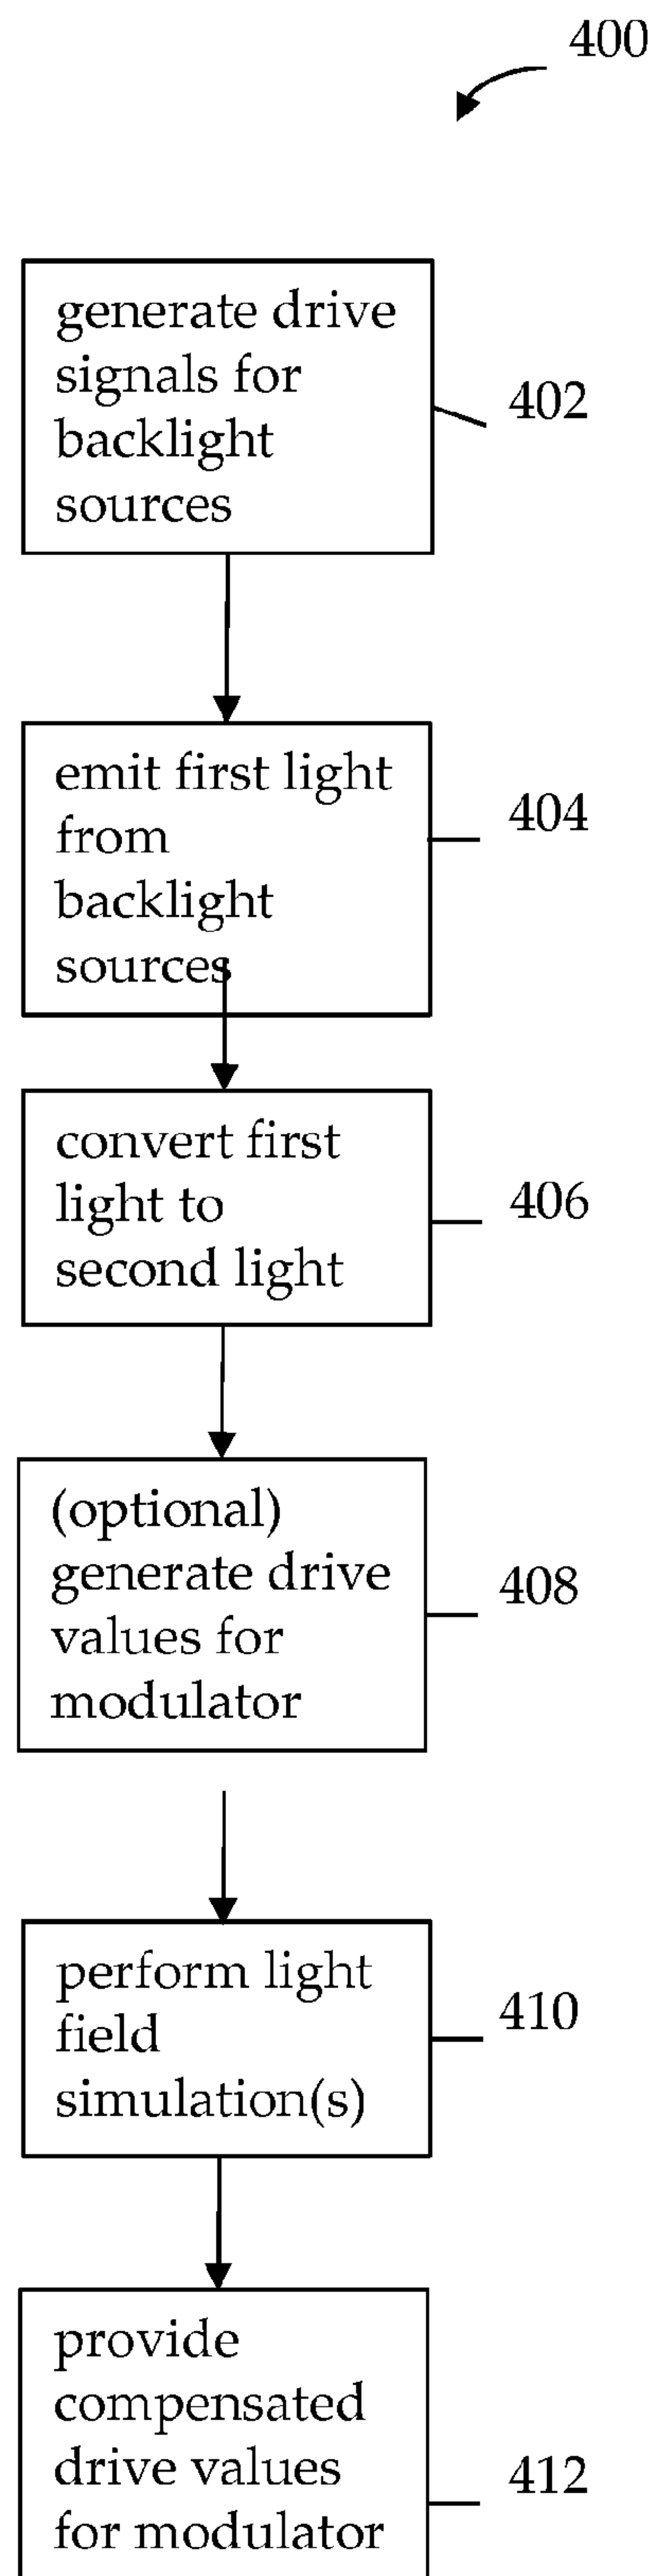 400
generate drive
signals for
backlight
sources
402
emit first light
from
backlight
sources
404
convert first
light to
second light
406
(optional)
generate drive
values for
modulator
408
perform light
field
simulation(s)
410
provide
compensated
drive values
for modulator
412